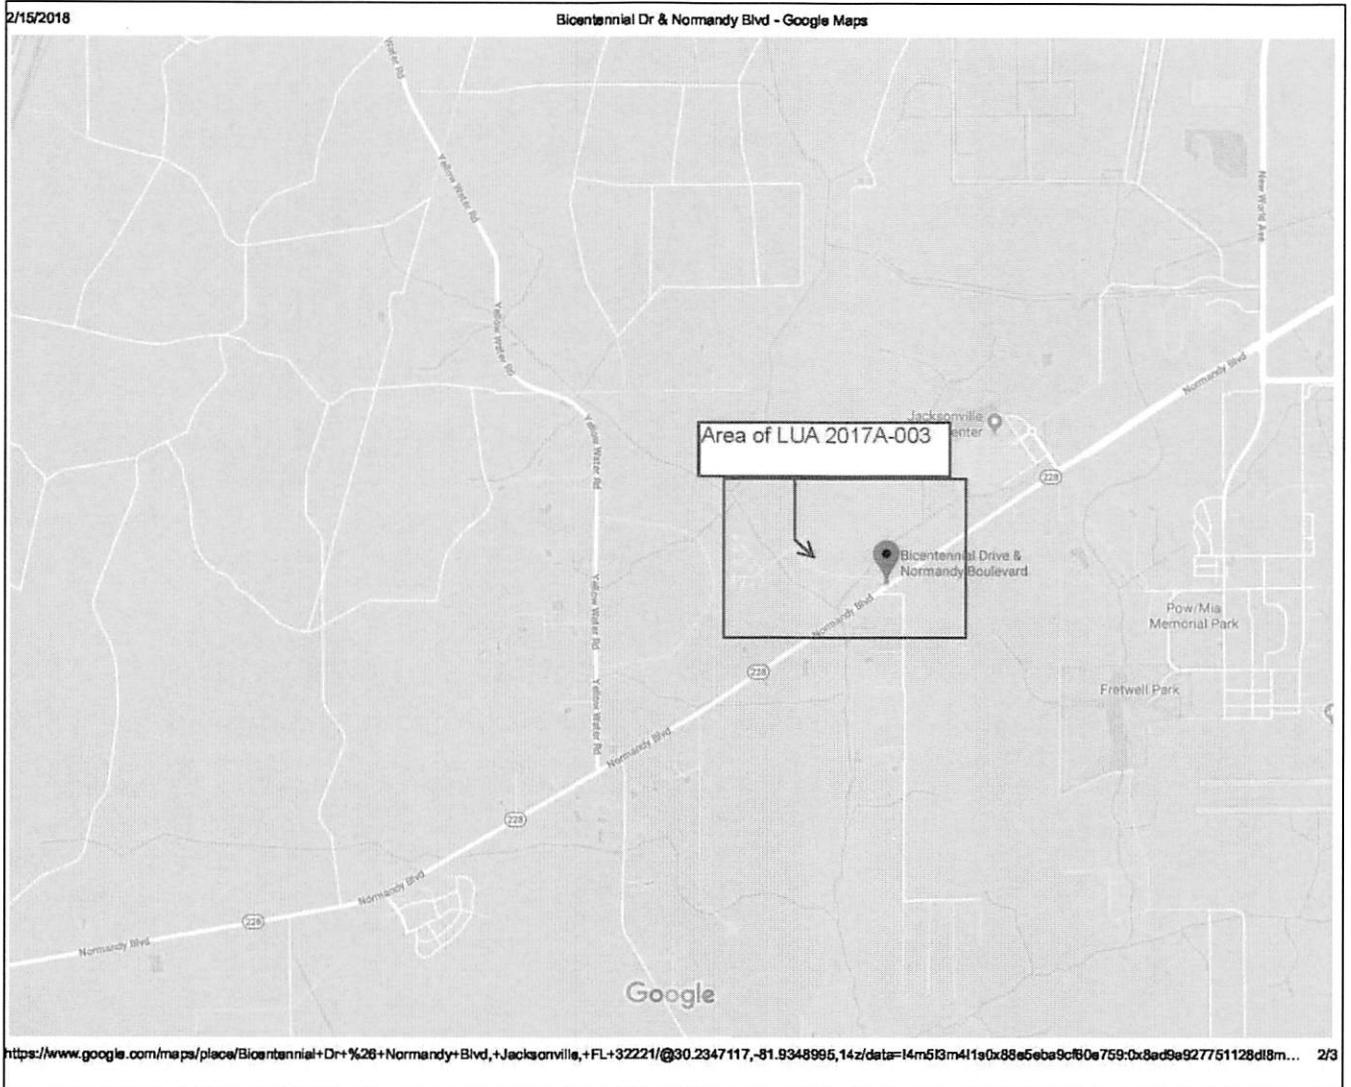 2/15/2018
Bicentennial Dr & Normandy Blvd - Google Maps
Water Rd
Yellow Water Rd
New World Ave
Yellow Water Rd
Normandy Blvd
Jacksonville
enter
Area of LUA 2017A-003
Yellow Water Rd
228
Bicentennial Drive &
Normandy Boulevard
Yellow Water Rd
Normandy Blvd
Pow/Mia
Memorial Park
228
Yellow Water Rd
Fretwell Park
Normandy Blvd
228
Normandy Blvd
228
Normandy Blvd
Google
https://www.google.com/maps/place/Bicentennial+Dr+%26+Normandy+Blvd,+Jacksonville,+FL+32221/@30.2347117,-81.9348995,14z/data=!4m5!3m4!1s0x88e5eba9cf60e759:0x8ad9a927751128d!8m... 2/3